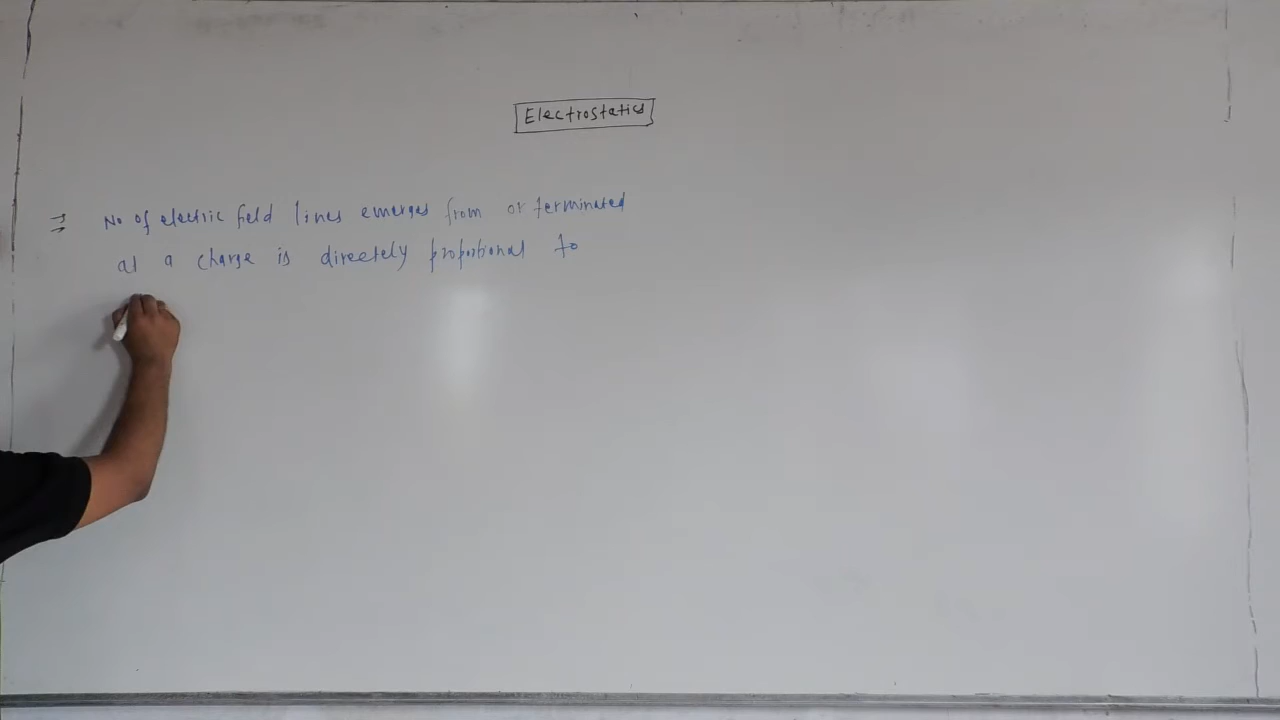 Electrostatics
⇒ No of electric field lines emerges from or terminated
at a charge is directely proportional to